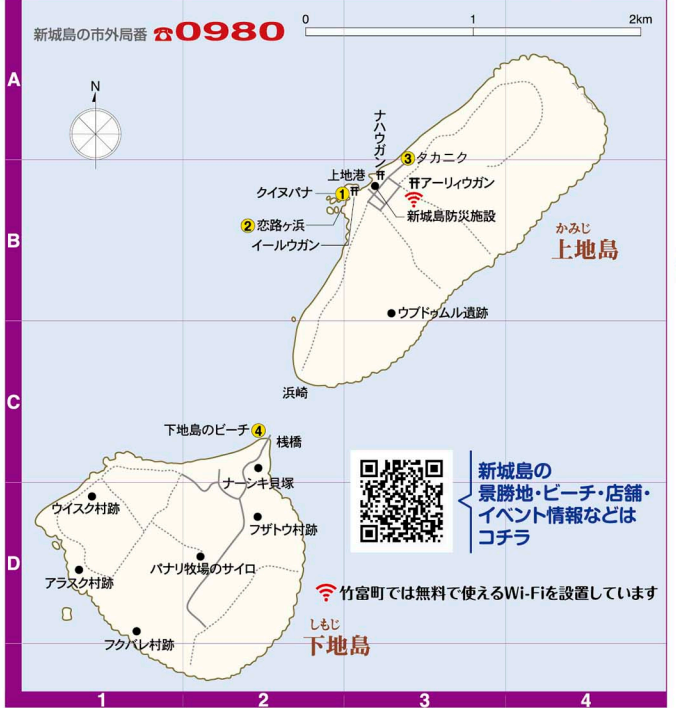 新城島の市外局番 ☎0980
0 1 2km
A
N
ナハウガン
3 タカニク
上地港
アーリィウガン
クイヌバナ 1
新城島防災施設
2 恋路ヶ浜
イールウガン
B
かみじ
上地島
ウブドゥムル遺跡
浜崎
C
下地島のビーチ 4
桟橋
ナーシキ貝塚
新城島の
景勝地・ビーチ・店舗・
イベント情報などは
コチラ
ウイスク村跡
フザトウ村跡
D
パナリ牧場のサイロ
アラスク村跡
竹富町では無料で使えるWi-Fiを設置しています
しもじ
下地島
フクバレ村跡
1 2 3 4